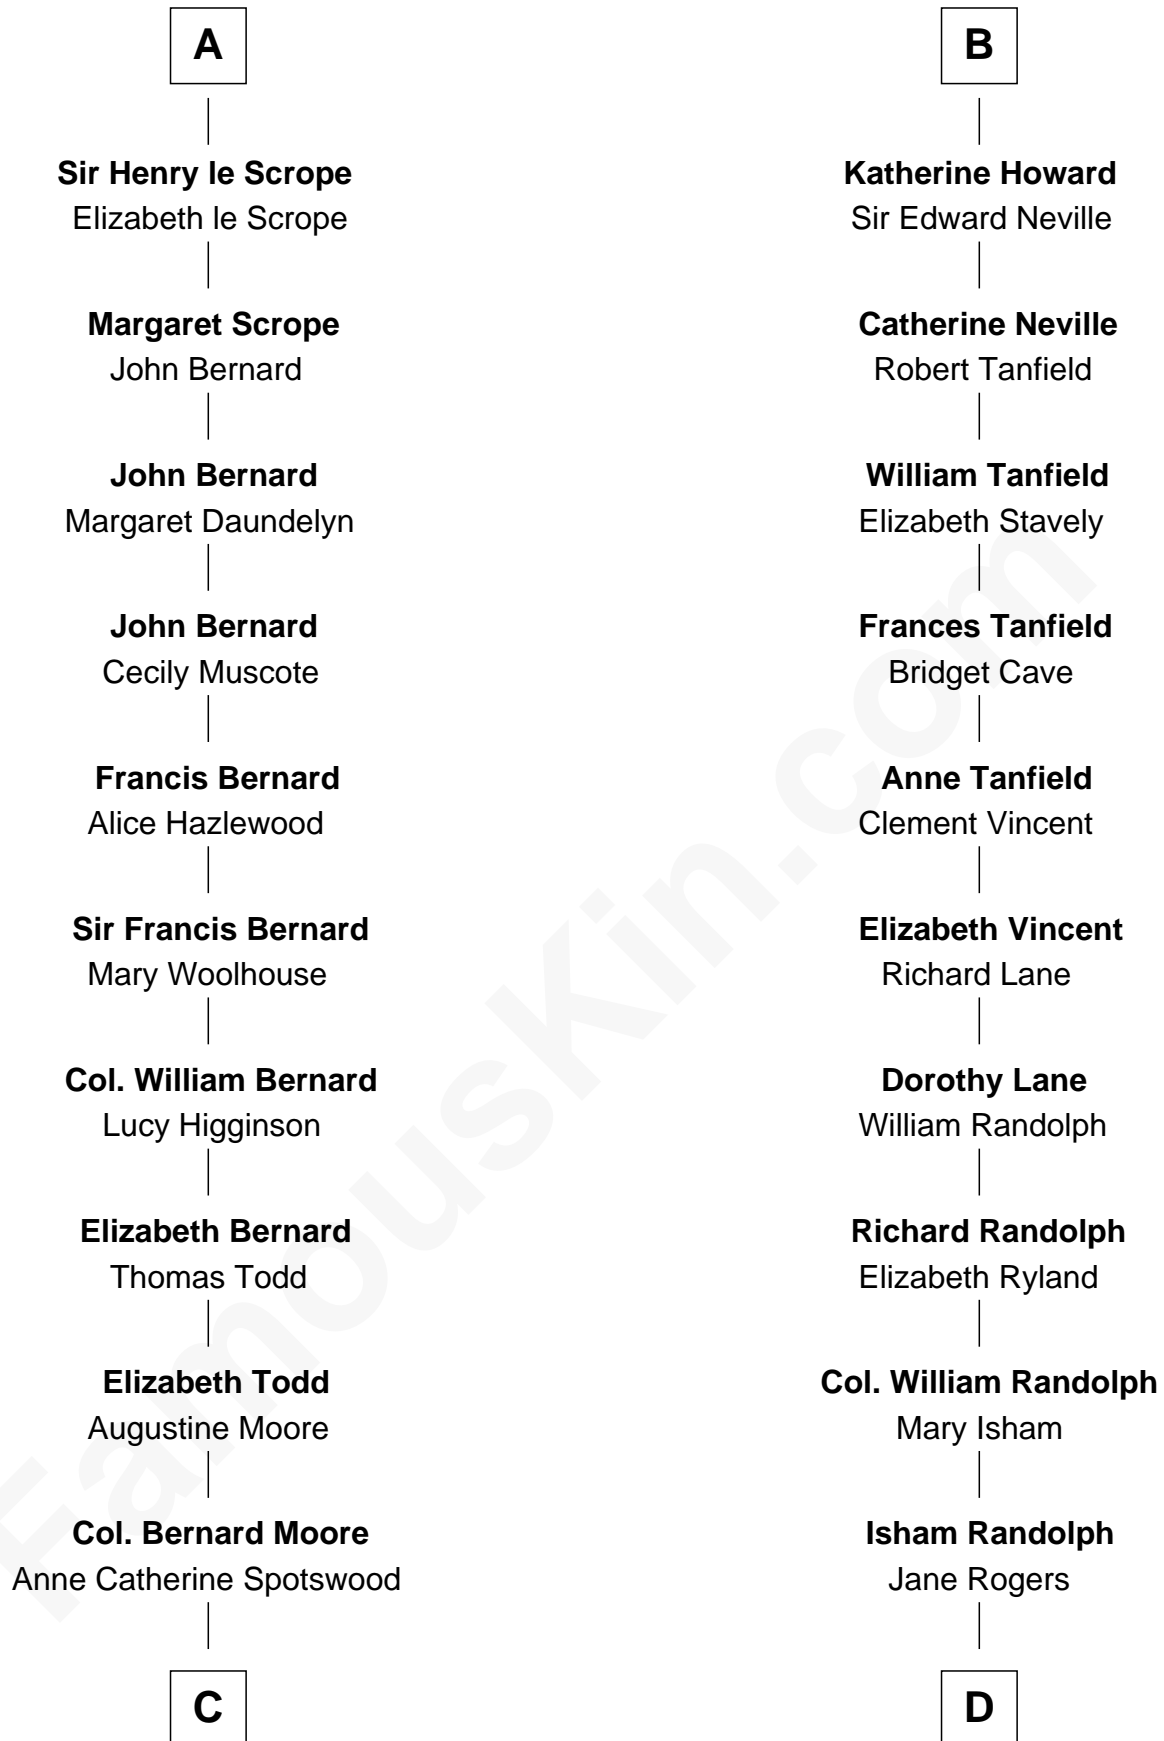 A
Sir Henry le Scrope
Elizabeth le Scrope
Margaret Scrope
John Bernard
John Bernard
Margaret Daundelyn
John Bernard
Cecily Muscote
Francis Bernard
Alice Hazlewood
Sir Francis Bernard
Mary Woolhouse
Col. William Bernard
Lucy Higginson
Elizabeth Bernard
Thomas Todd
Elizabeth Todd
Augustine Moore
Col. Bernard Moore
Anne Catherine Spotswood
C
B
Katherine Howard
Sir Edward Neville
Catherine Neville
Robert Tanfield
William Tanfield
Elizabeth Stavely
Frances Tanfield
Bridget Cave
Anne Tanfield
Clement Vincent
Elizabeth Vincent
Richard Lane
Dorothy Lane
William Randolph
Richard Randolph
Elizabeth Ryland
Col. William Randolph
Mary Isham
Isham Randolph
Jane Rogers
D
FamousKin.com